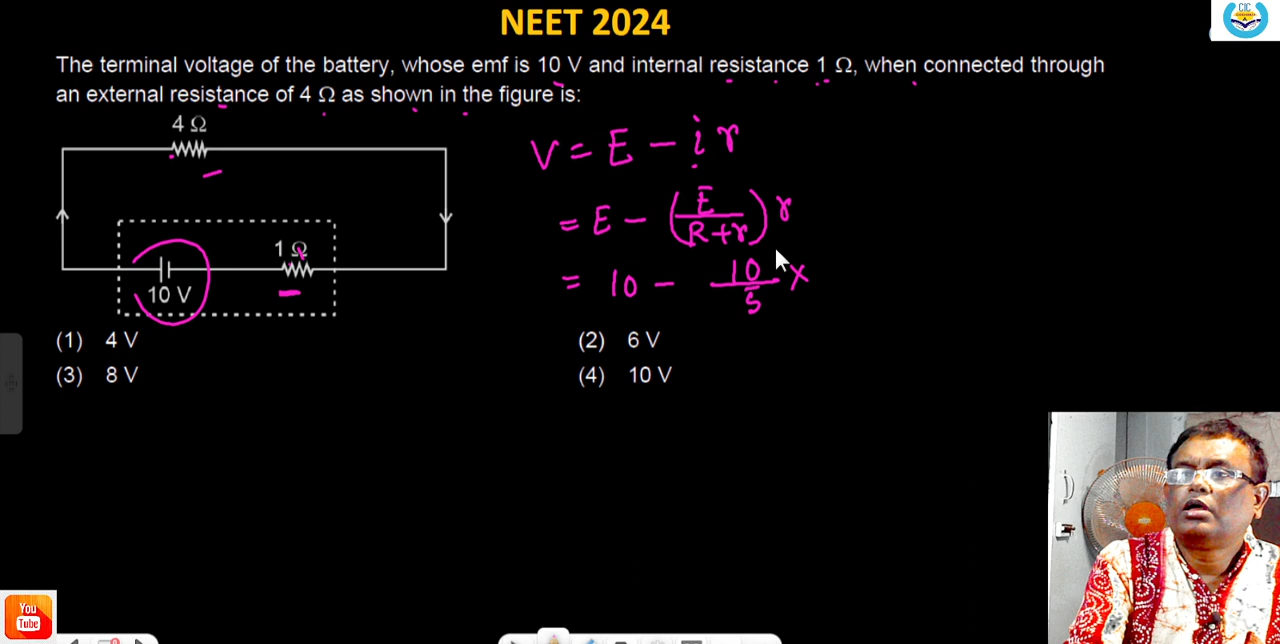 CIC
NEET 2024
The terminal voltage of the battery, whose emf is 10 V and internal resistance 1 Ω, when connected through
an external resistance of 4 Ω as shown in the figure is:
4 Ω
1 Ω
10 V
V = E - i r
= E - (E/R+r) r
= 10 - 10/5 ×
(1) 4 V
(2) 6 V
(3) 8 V
(4) 10 V
You
Tube